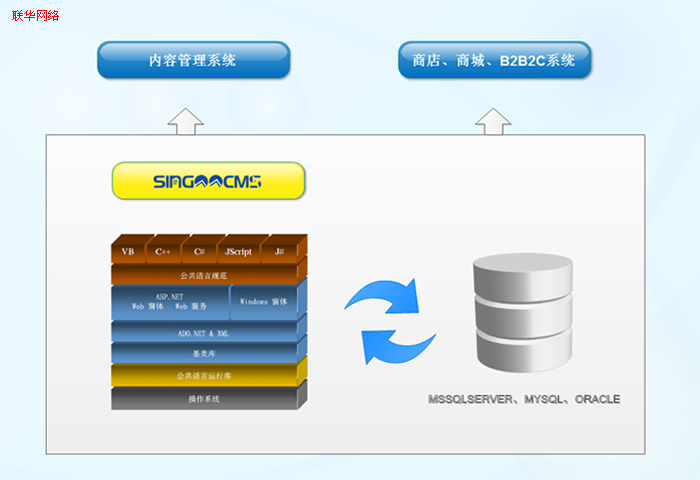 联华网络
内容管理系统
商店、商城、B2B2C系统
SINGOOCMS
VB C++ C# JScript J#
公共语言规范
ASP.NET
Web 窗体 Web 服务
Windows 窗体
ADO.NET & XML
基类库
公共语言运行库
操作系统
MSSQLSERVER、MYSQL、ORACLE